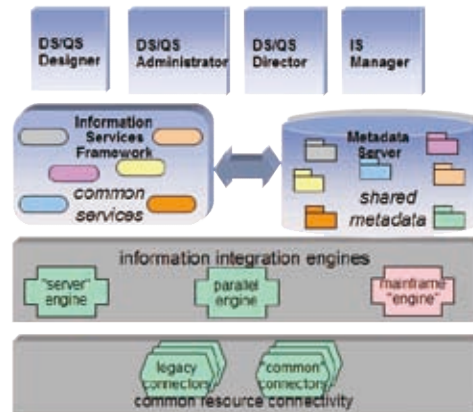 DS/QS
Designer
DS/QS
Administrator
DS/QS
Director
IS
Manager
Information
Services
Framework
common
services
Metadata
Server
shared
metadata
information integration engines
"server"
engine
parallel
engine
mainframe
"engine"
legacy
connectors
"common"
connectors
common resource connectivity